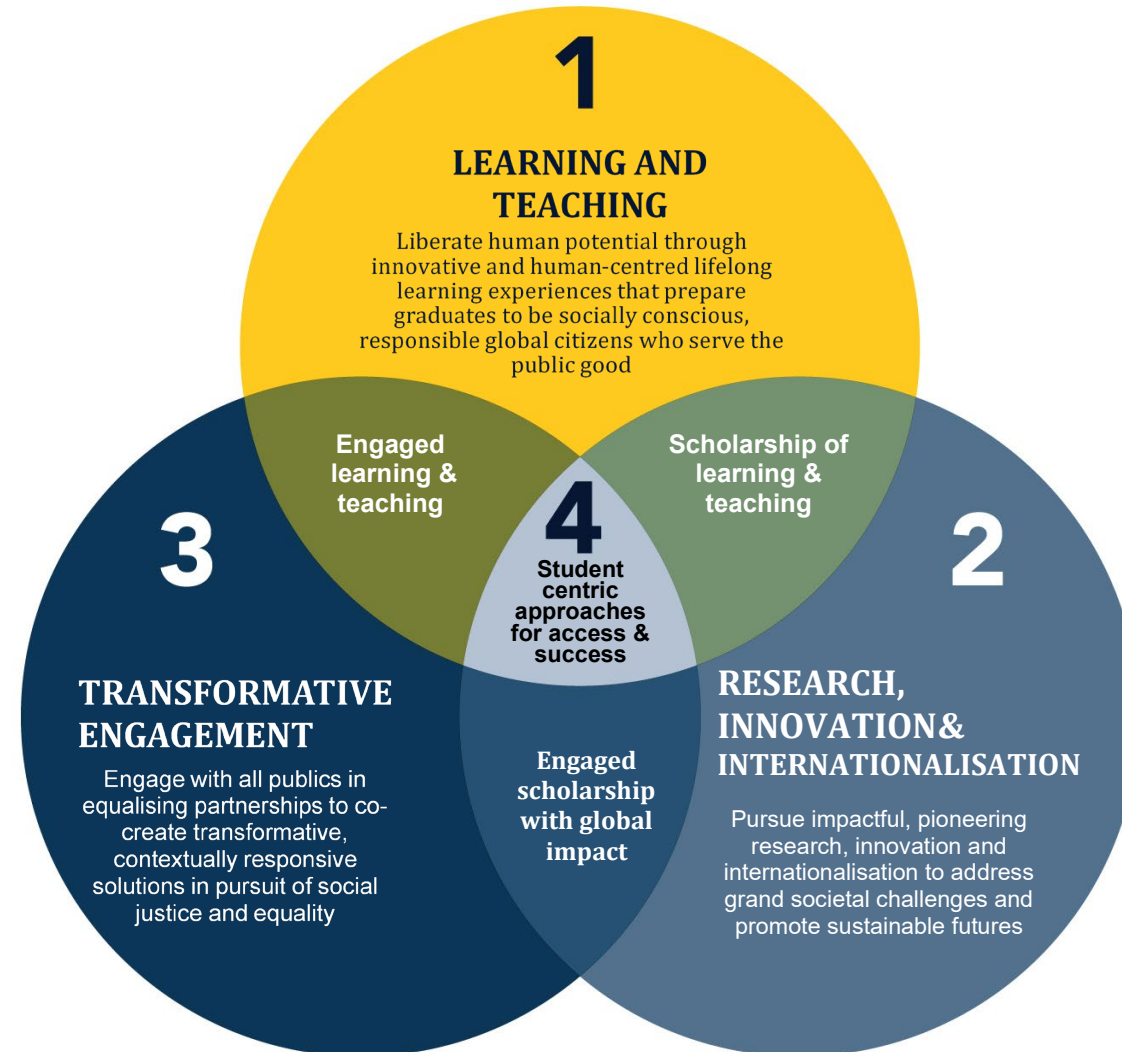 1
LEARNING AND
TEACHING
Liberate human potential through
innovative and human-centred lifelong
learning experiences that prepare
graduates to be socially conscious,
responsible global citizens who serve the
public good
Engaged
learning &
teaching
Scholarship of
learning &
teaching
4
Student
centric
approaches
for access &
success
3
TRANSFORMATIVE
ENGAGEMENT
Engage with all publics in
equalising partnerships to co-
create transformative,
contextually responsive
solutions in pursuit of social
justice and equality
Engaged
scholarship
with global
impact
2
RESEARCH,
INNOVATION&
INTERNATIONALISATION
Pursue impactful, pioneering
research, innovation and
internationalisation to address
grand societal challenges and
promote sustainable futures